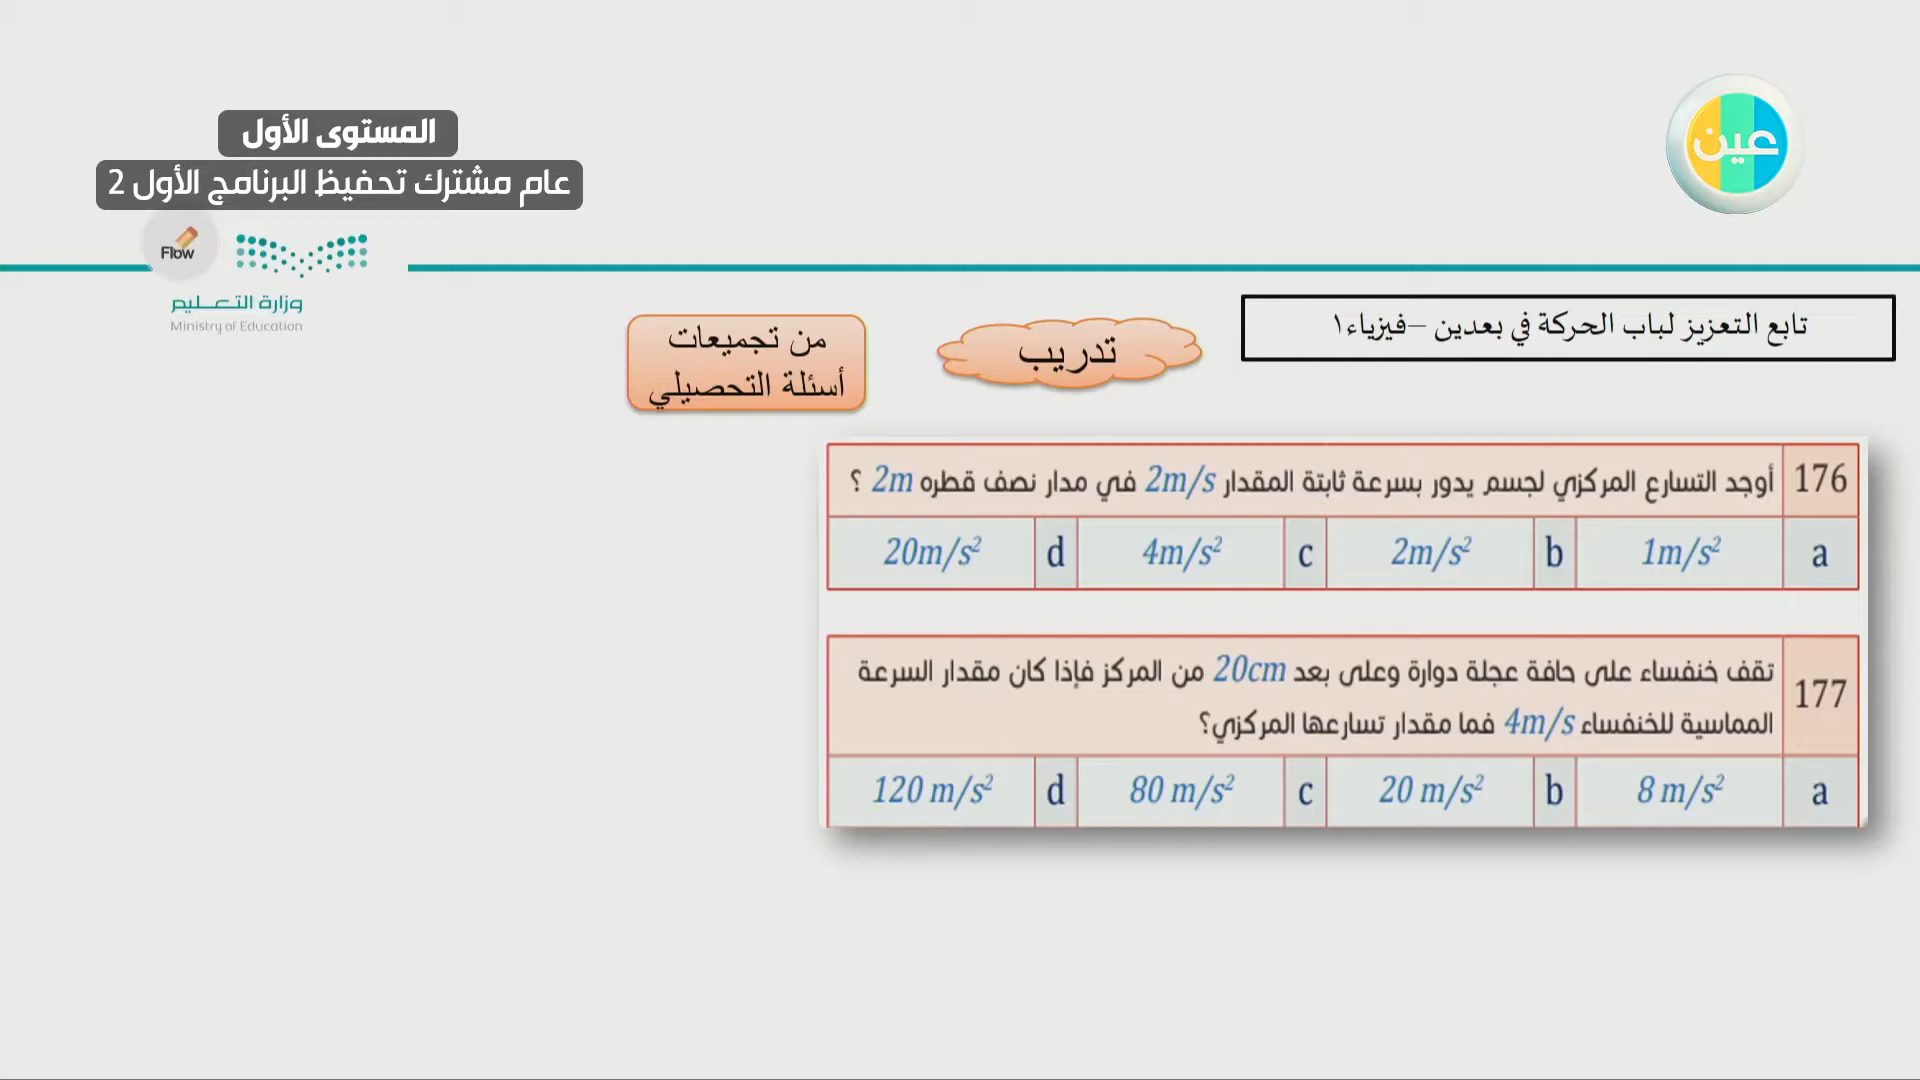 المستوى الأول
عام مشترك تحفيظ البرنامج الأول 2
عين
Flow
وزارة التعليم
Ministry of Education
تابع التعزيز لباب الحركة في بعدين – فيزياء١
تدريب
من تجميعات
أسئلة التحصيلي
176 أوجد التسارع المركزي لجسم يدور بسرعة ثابتة المقدار 2m/s في مدار نصف قطره 2m ؟
a 1m/s² b 2m/s² c 4m/s² d 20m/s²
177 تقف خنفساء على حافة عجلة دوارة وعلى بعد 20cm من المركز فإذا كان مقدار السرعة
المماسية للخنفساء 4m/s فما مقدار تسارعها المركزي؟
a 8 m/s² b 20 m/s² c 80 m/s² d 120 m/s²